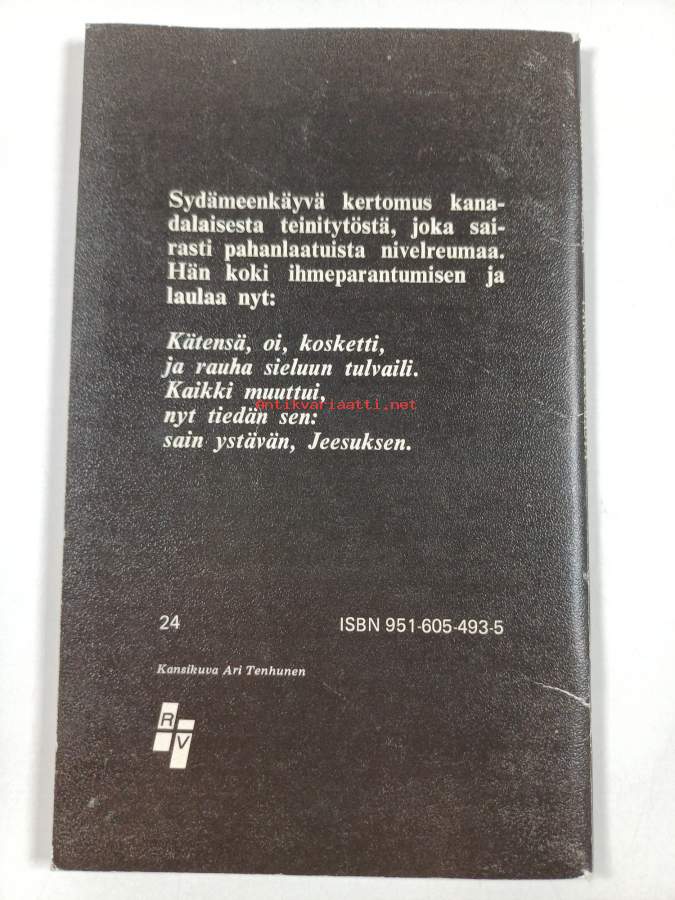 Sydämeenkäyvä kertomus kana-
dalaisesta teinitytöstä, joka sai-
rasti pahanlaatuista nivelreumaa.
Hän koki ihmeparantumisen ja
laulaa nyt:
Kätensä, oi, kosketti,
ja rauha sieluun tulvaili.
Kaikki muuttui,
Antikvariaatti.net
nyt tiedän sen:
sain ystävän, Jeesuksen.
24 ISBN 951-605-493-5
Kansikuva Ari Tenhunen
R
V